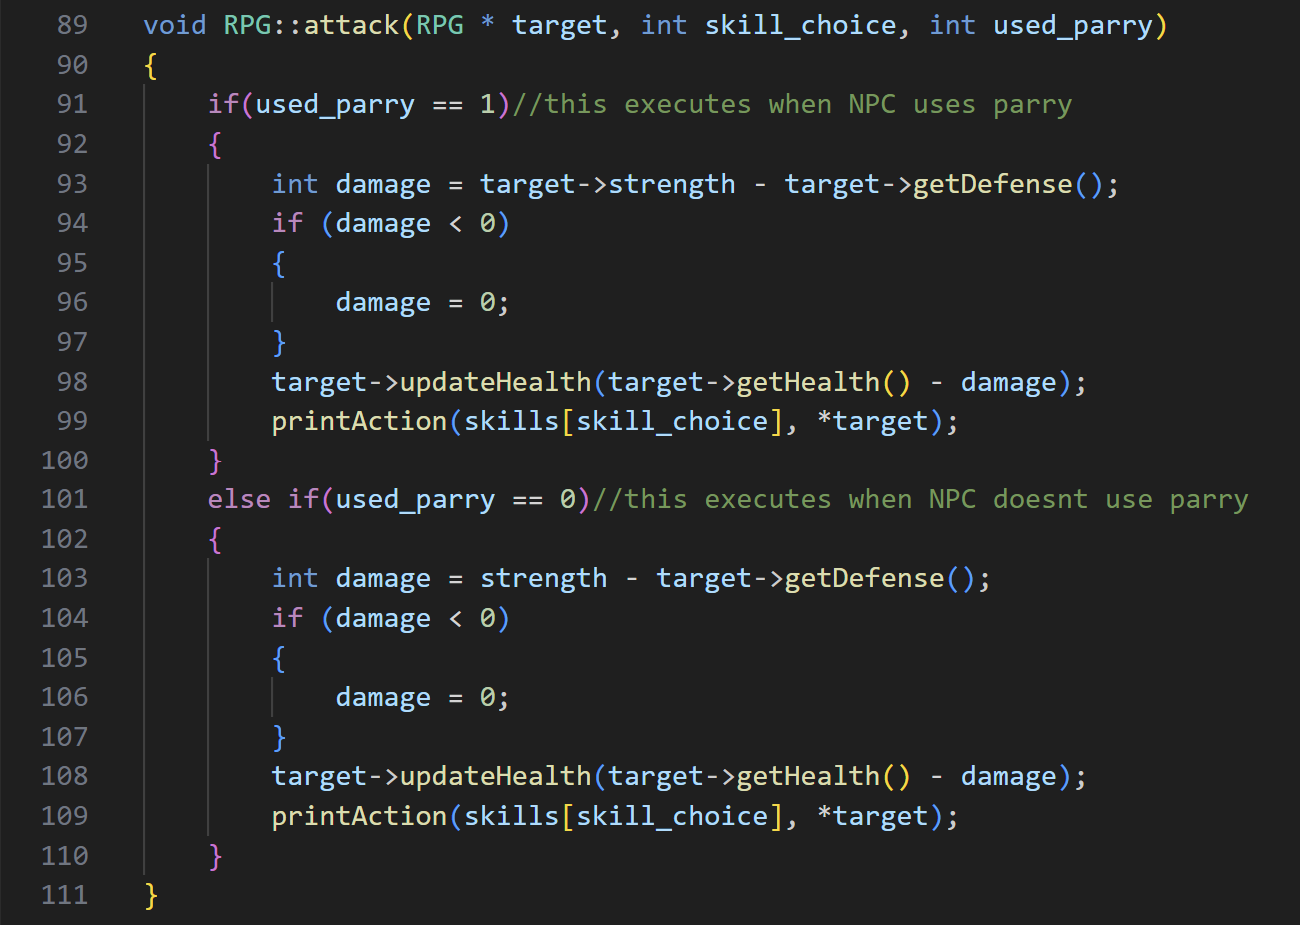 89 void RPG::attack(RPG * target, int skill_choice, int used_parry)
90 {
91     if(used_parry == 1)//this executes when NPC uses parry
92     {
93         int damage = target->strength - target->getDefense();
94         if (damage < 0)
95         {
96             damage = 0;
97         }
98         target->updateHealth(target->getHealth() - damage);
99         printAction(skills[skill_choice], *target);
100     }
101     else if(used_parry == 0)//this executes when NPC doesnt use parry
102     {
103         int damage = strength - target->getDefense();
104         if (damage < 0)
105         {
106             damage = 0;
107         }
108         target->updateHealth(target->getHealth() - damage);
109         printAction(skills[skill_choice], *target);
110     }
111 }